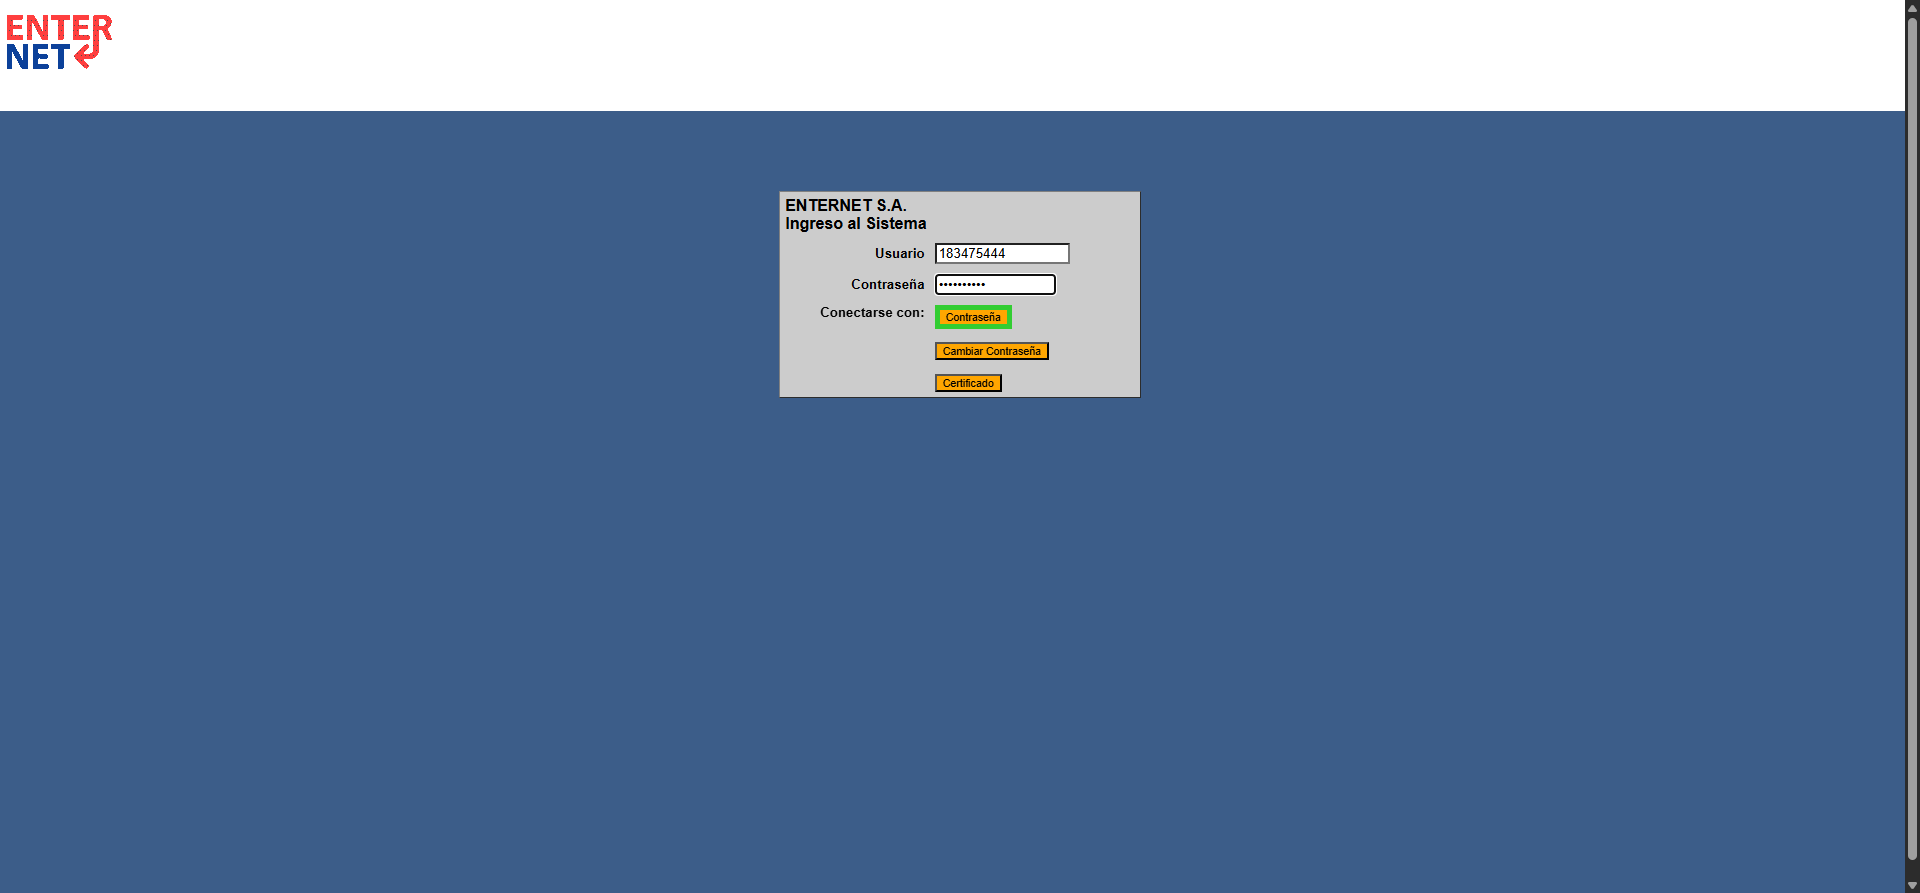 ENTER
NET
ENTERNET S.A.
Ingreso al Sistema
Usuario 183475444
Contraseña ••••••••••
Conectarse con: Contraseña
Cambiar Contraseña
Certificado